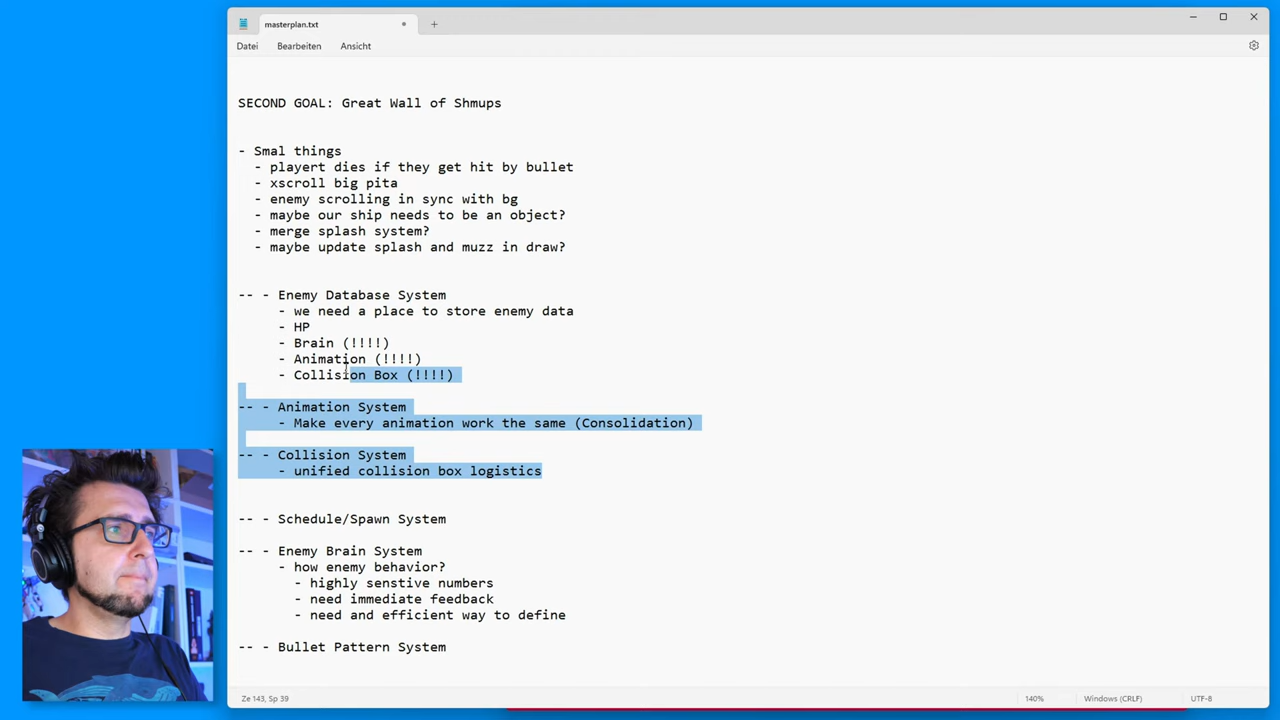 masterplan.txt
Datei Bearbeiten Ansicht
SECOND GOAL: Great Wall of Shmups
- Smal things
- playert dies if they get hit by bullet
- xscroll big pita
- enemy scrolling in sync with bg
- maybe our ship needs to be an object?
- merge splash system?
- maybe update splash and muzz in draw?
-- - Enemy Database System
- we need a place to store enemy data
- HP
- Brain (!!!!)
- Animation (!!!!)
- Collision Box (!!!!)
-- - Animation System
- Make every animation work the same (Consolidation)
-- - Collision System
- unified collision box logistics
-- - Schedule/Spawn System
-- - Enemy Brain System
- how enemy behavior?
- highly senstive numbers
- need immediate feedback
- need and efficient way to define
-- - Bullet Pattern System
Ze 143, Sp 39 140% Windows (CRLF) UTF-8